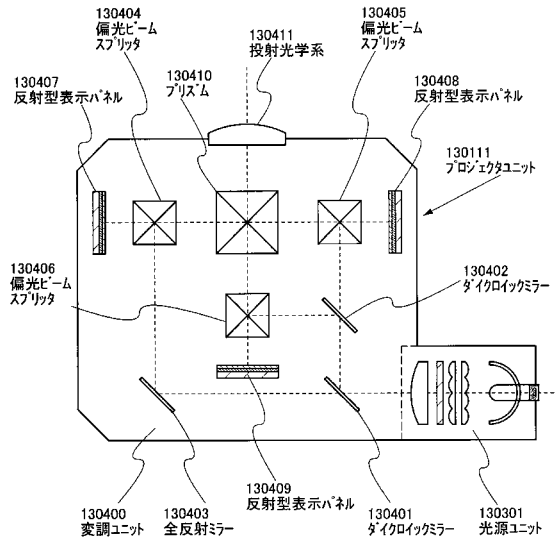 130404
偏光ビーム
スプリッタ
130411
投射光学系
130405
偏光ビーム
スプリッタ
130407
反射型表示パネル
130410
プリズム
130408
反射型表示パネル
130111
プロジェクタユニット
130406
偏光ビーム
スプリッタ
130402
ダイクロイックミラー
130400
変調ユニット
130403
全反射ミラー
130409
反射型表示パネル
130401
ダイクロイックミラー
130301
光源ユニット